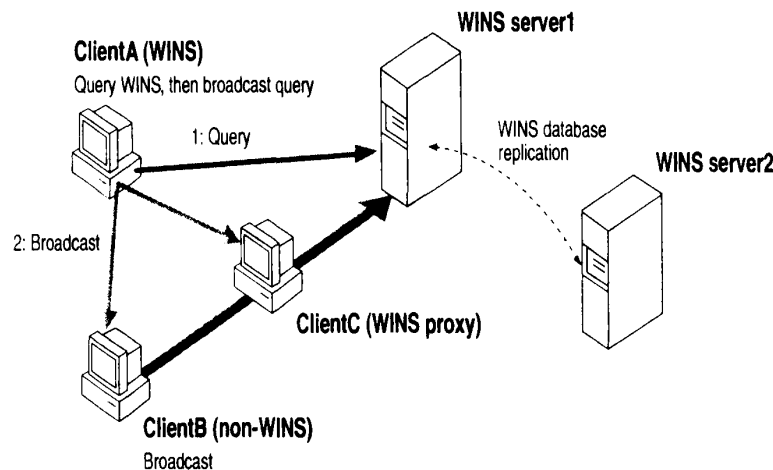 WINS server1
ClientA (WINS)
Query WINS, then broadcast query
1: Query
WINS database
replication
WINS server2
2: Broadcast
ClientC (WINS proxy)
ClientB (non-WINS)
Broadcast